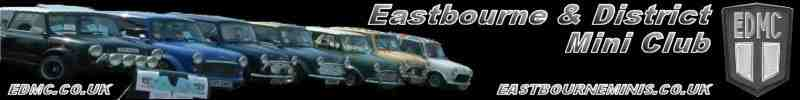 Eastbourne & District
Mini Club
EDMC
EDMC.CO.UK
EASTBOURNEMINIS.CO.UK